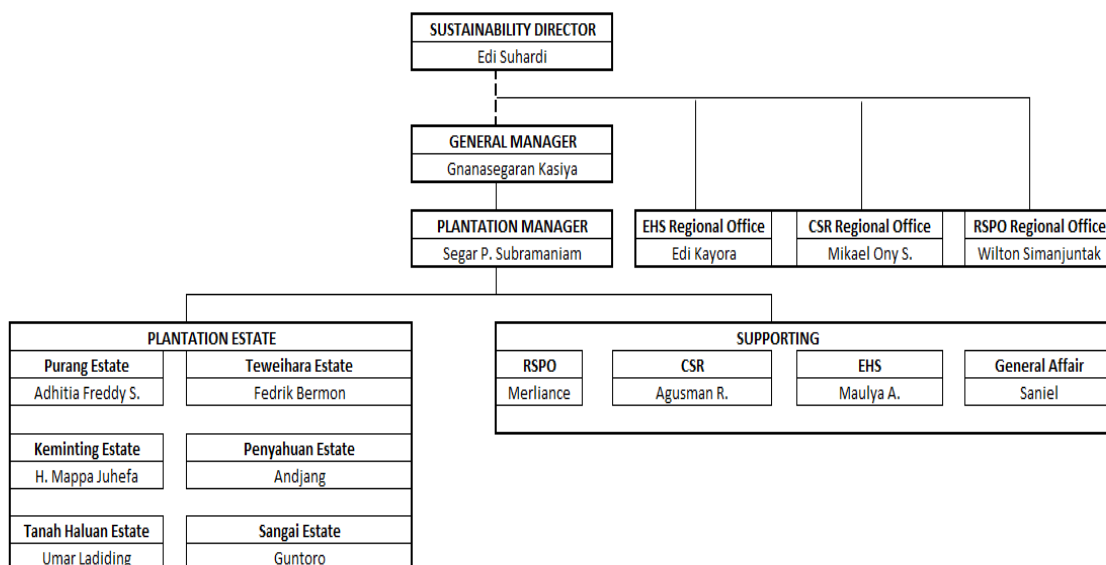 SUSTAINABILITY DIRECTOR
Edi Suhardi
GENERAL MANAGER
Gnanasegaran Kasiya
PLANTATION MANAGER
Segar P. Subramaniam
EHS Regional Office
Edi Kayora
CSR Regional Office
Mikael Ony S.
RSPO Regional Office
Wilton Simanjuntak
PLANTATION ESTATE
Purang Estate
Adhitia Freddy S.
Teweihara Estate
Fedrik Bermon
Keminting Estate
H. Mappa Juhefa
Penyahuan Estate
Andjang
Tanah Haluan Estate
Umar Ladiding
Sangai Estate
Guntoro
SUPPORTING
RSPO
Merliance
CSR
Agusman R.
EHS
Maulya A.
General Affair
Saniel